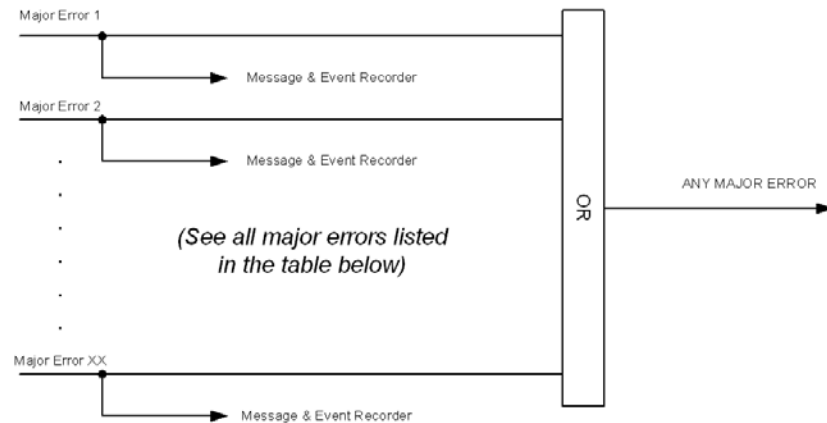 Major Error 1
Message & Event Recorder
Major Error 2
Message & Event Recorder
ANY MAJOR ERROR
OR
(See all major errors listed
in the table below)
Major Error XX
Message & Event Recorder